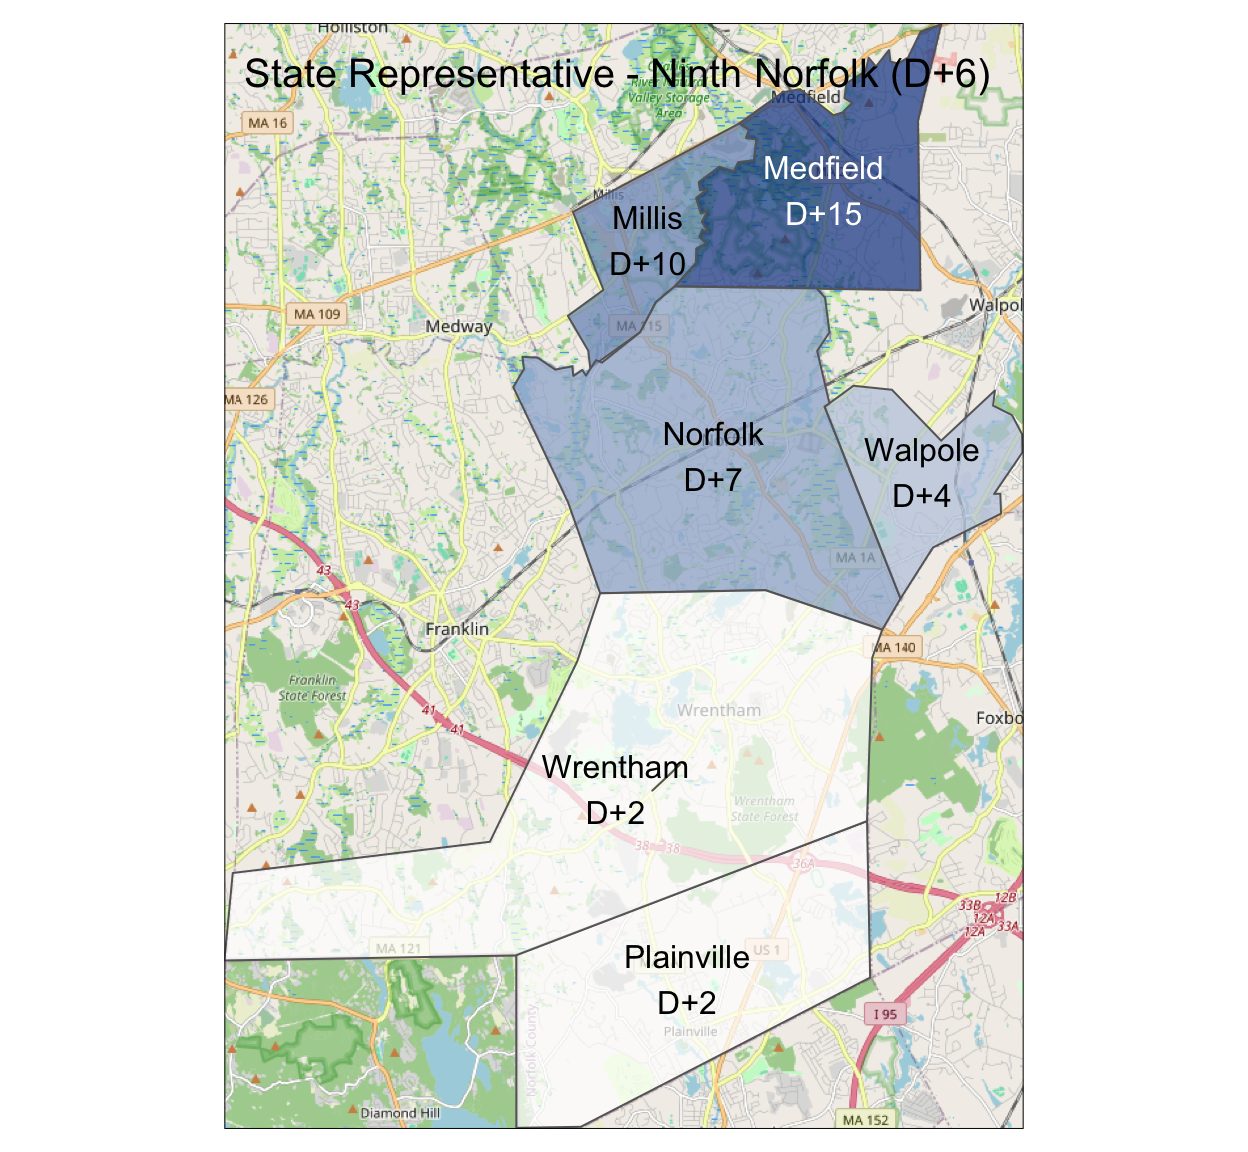 Holliston
State Representative - Ninth Norfolk (D+6)
Valley Storage
Area
Medfield
MA 16
Medfield
D+15
Millis
Millis
D+10
MA 109
MA 115
Medway
Walpol
MA 126
Norfolk
D+7
Walpole
D+4
MA 1A
43
43
Franklin
MA 140
Franklin
State Forest
Wrentham
Foxbo
41
41
Wrentham
D+2
Wrentham
State Forest
38
38
36A
12B
33B
12A
33A
12A
MA 121
US 1
Plainville
D+2
I 95
Plainville
Norfolk County
Diamond Hill
MA 152